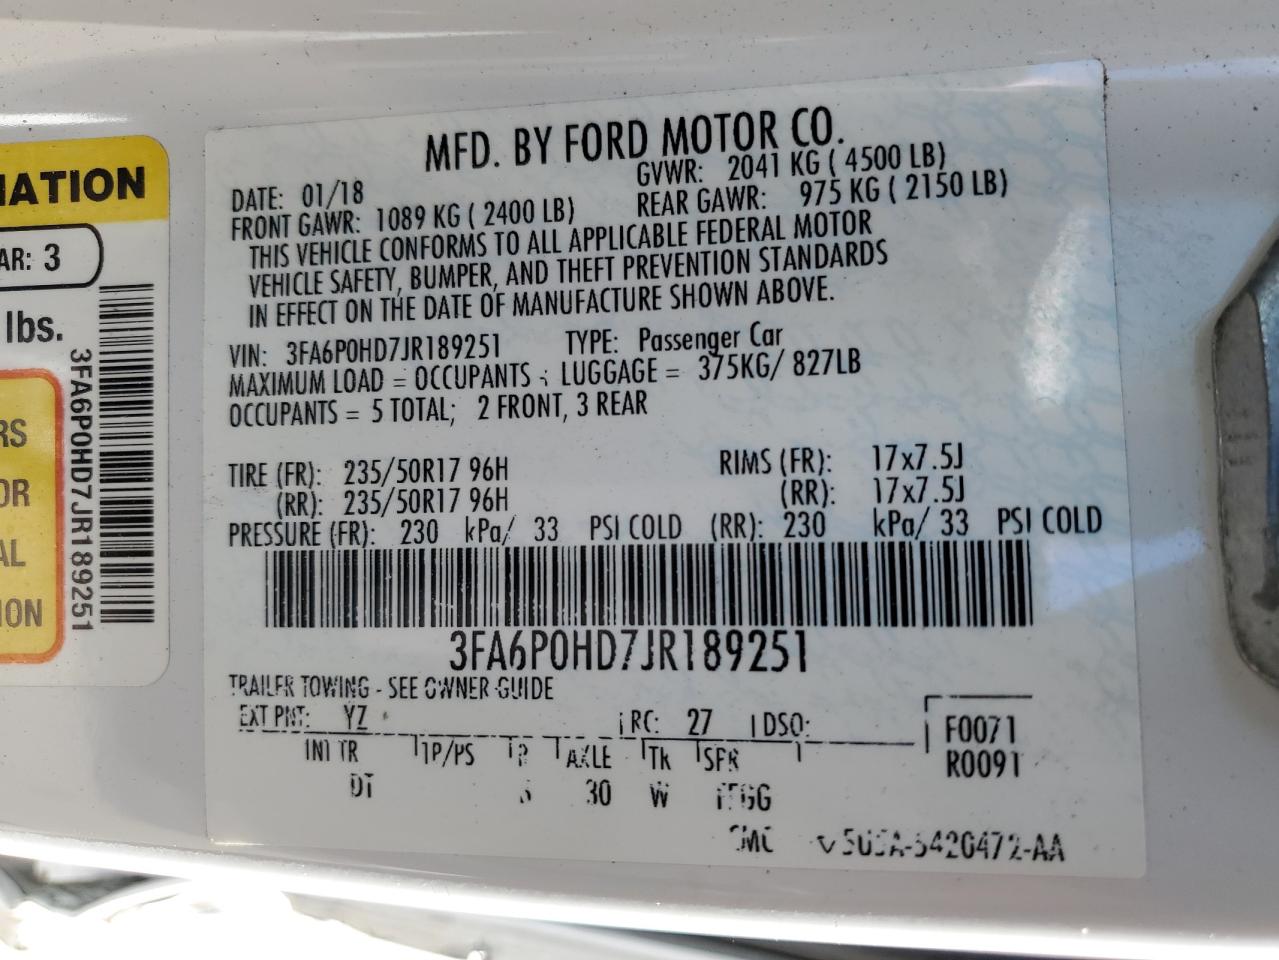 MFD. BY FORD MOTOR CO.
DATE: 01/18 GVWR: 2041 KG ( 4500 LB)
FRONT GAWR: 1089 KG ( 2400 LB) REAR GAWR: 975 KG ( 2150 LB)
THIS VEHICLE CONFORMS TO ALL APPLICABLE FEDERAL MOTOR
VEHICLE SAFETY, BUMPER, AND THEFT PREVENTION STANDARDS
IN EFFECT ON THE DATE OF MANUFACTURE SHOWN ABOVE.
VIN: 3FA6P0HD7JR189251 TYPE: Passenger Car
MAXIMUM LOAD = OCCUPANTS + LUGGAGE = 375KG/ 827LB
OCCUPANTS = 5 TOTAL; 2 FRONT, 3 REAR
TIRE (FR): 235/50R17 96H RIMS (FR): 17x7.5J
(RR): 235/50R17 96H (RR): 17x7.5J
PRESSURE (FR): 230 kPa/ 33 PSI COLD (RR): 230 kPa/ 33 PSI COLD
3FA6P0HD7JR189251
TRAILER TOWING - SEE OWNER GUIDE
EXT PNT: YZ RC: 27 DSO:
F0071
INT TR TP/PS R AXLE TR SPR
R0091
DT 30 W
MATION
AR: 3
lbs.
3FA6P0HD7JR189251
RS
OR
AL
ION